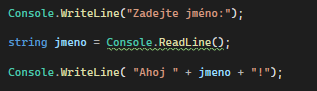 Console.WriteLine("Zadejte jméno:");
string jmeno = Console.ReadLine();
Console.WriteLine( "Ahoj " + jmeno + "!");